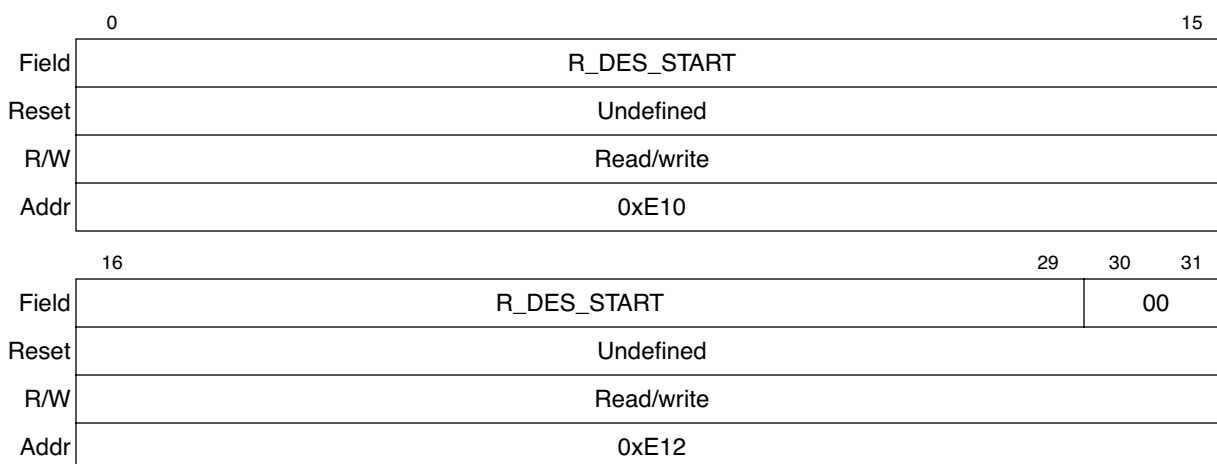 0 15
Field R_DES_START
Reset Undefined
R/W Read/write
Addr 0xE10
16 29 30 31
Field R_DES_START 00
Reset Undefined
R/W Read/write
Addr 0xE12